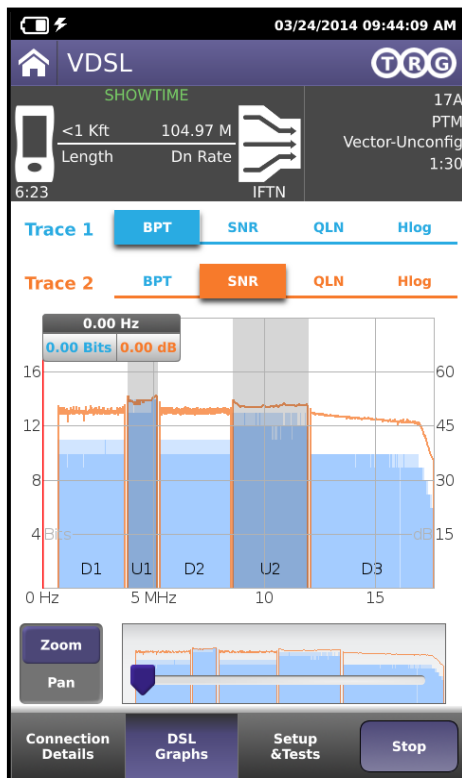 03/24/2014 09:44:09 AM
VDSL
TRG
SHOWTIME
17A
<1 Kft 104.97 M
PTM
Length Dn Rate
Vector-Unconfig
1:30
6:23
IFTN
Trace 1 BPT SNR QLN Hlog
Trace 2 BPT SNR QLN Hlog
0.00 Hz
0.00 Bits 0.00 dB
16 60
12 45
8 30
4 Bits dB 15
D1 U1 D2 U2 D3
0 Hz 5 MHz 10 15
Zoom
Pan
Connection Details
DSL Graphs
Setup &Tests
Stop